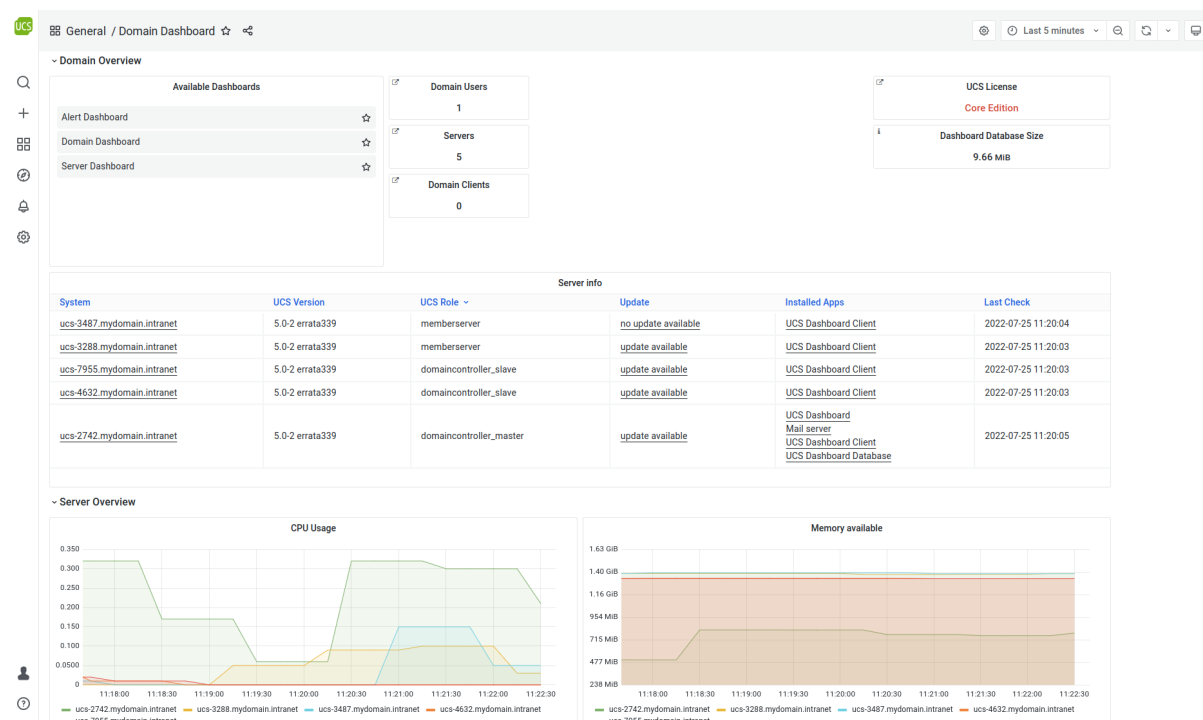 UCS
General / Domain Dashboard
Last 5 minutes
Domain Overview
Available Dashboards
Alert Dashboard
Domain Dashboard
Server Dashboard
Domain Users
1
Servers
5
Domain Clients
0
UCS License
Core Edition
Dashboard Database Size
9.66 MiB
Server info
System UCS Version UCS Role Update Installed Apps Last Check
ucs-3487.mydomain.intranet 5.0-2 errata339 memberserver no update available UCS Dashboard Client 2022-07-25 11:20:04
ucs-3288.mydomain.intranet 5.0-2 errata339 memberserver update available UCS Dashboard Client 2022-07-25 11:20:03
ucs-7955.mydomain.intranet 5.0-2 errata339 domaincontroller_slave update available UCS Dashboard Client 2022-07-25 11:20:03
ucs-4632.mydomain.intranet 5.0-2 errata339 domaincontroller_slave update available UCS Dashboard Client 2022-07-25 11:20:03
UCS Dashboard
Mail server
ucs-2742.mydomain.intranet 5.0-2 errata339 domaincontroller_master update available 2022-07-25 11:20:05
UCS Dashboard Client
UCS Dashboard Database
Server Overview
CPU Usage
0.350
0.300
0.250
0.200
0.150
0.100
0.0500
0
11:18:00 11:18:30 11:19:00 11:19:30 11:20:00 11:20:30 11:21:00 11:21:30 11:22:00 11:22:30
ucs-2742.mydomain.intranet ucs-3288.mydomain.intranet ucs-3487.mydomain.intranet ucs-4632.mydomain.intranet
ucs-7955.mydomain.intranet
Memory available
1.63 GiB
1.40 GiB
1.16 GiB
954 MiB
715 MiB
477 MiB
238 MiB
11:18:00 11:18:30 11:19:00 11:19:30 11:20:00 11:20:30 11:21:00 11:21:30 11:22:00 11:22:30
ucs-2742.mydomain.intranet ucs-3288.mydomain.intranet ucs-3487.mydomain.intranet ucs-4632.mydomain.intranet
ucs-7955.mydomain.intranet